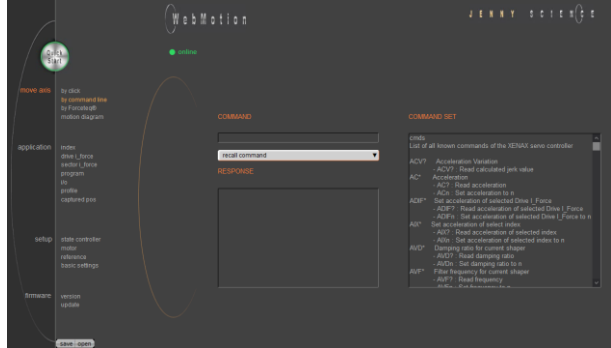 WebMotion
JENNY SCIENCE
Quick
Start
online
move axis
by click
by command line
by Forceteq®
motion diagram
application
index
drive i_force
sector i_force
program
i/o
profile
captured pos
setup
state controller
motor
reference
basic settings
firmware
version
update
save - open
COMMAND
recall command
RESPONSE
COMMAND SET
cmds
List of all known commands of the XENAX servo controller
ACV? Acceleration Variation
- ACV? : Read calculated jerk value
AC* Acceleration
- AC? : Read acceleration
- ACn : Set acceleration to n
ADIF* Set acceleration of selected Drive I_Force
- ADIF? : Read acceleration of selected Drive I_Force
- ADIFn : Set acceleration of selected Drive I_Force to n
AIX* Set acceleration of select index
- AIX? : Read acceleration of selected index
- AIXn : Set acceleration of selected index to n
AVD* Damping ratio for current shaper
- AVD? : Read damping ratio
- AVDn : Set damping ratio to n
AVF* Filter frequency for current shaper
- AVF? : Read frequency
- AVFn : Set frequency to n